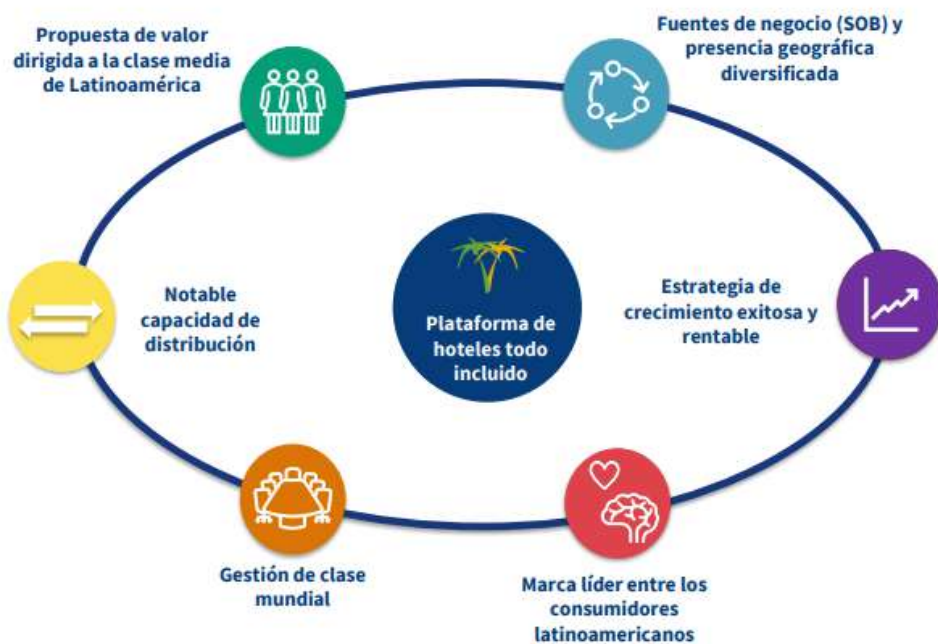 Propuesta de valor
dirigida a la clase media
de Latinoamérica
Fuentes de negocio (SOB) y
presencia geográfica
diversificada
Notable
capacidad de
distribución
Plataforma de
hoteles todo
incluido
Estrategia de
crecimiento exitosa y
rentable
Gestión de clase
mundial
Marca líder entre los
consumidores
latinoamericanos